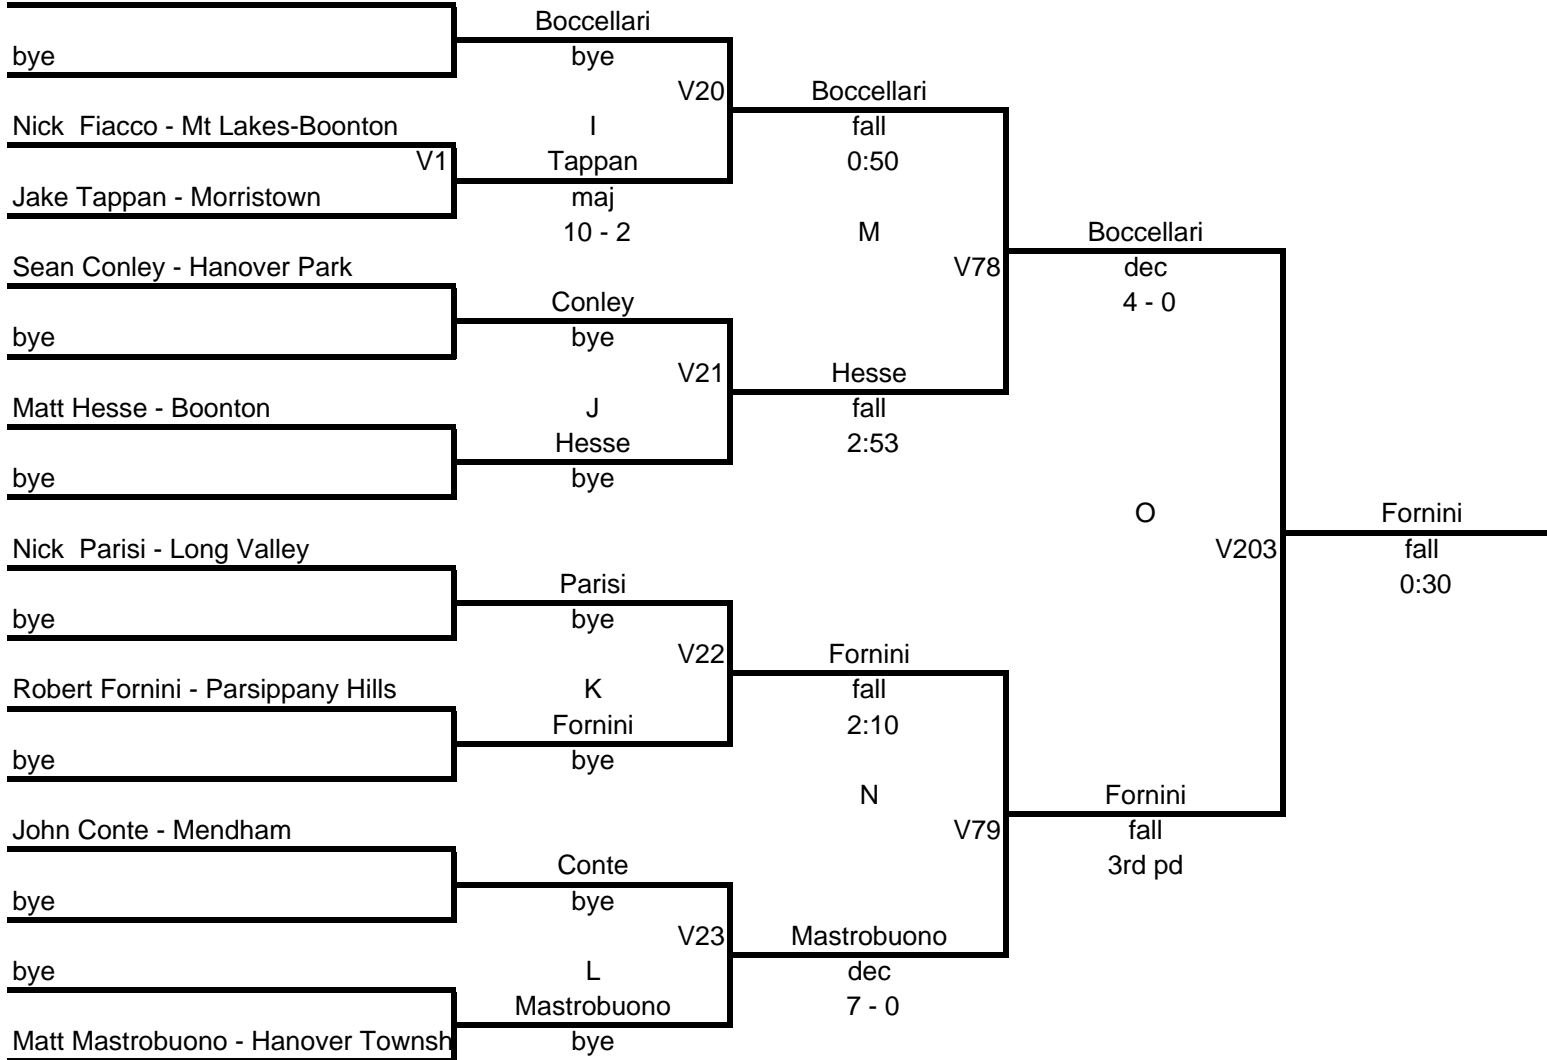 Boccellari
bye
bye
V20
Boccellari
Nick  Fiacco - Mt Lakes-Boonton
I
fall
V1
Tappan
0:50
Jake Tappan - Morristown
maj
10 - 2
M
Boccellari
Sean Conley - Hanover Park
V78
dec
Conley
4 - 0
bye
bye
V21
Hesse
Matt Hesse - Boonton
J
fall
Hesse
2:53
bye
bye
O
Fornini
Nick  Parisi - Long Valley
V203
fall
Parisi
0:30
bye
bye
V22
Fornini
Robert Fornini - Parsippany Hills
K
fall
Fornini
2:10
bye
bye
N
Fornini
John Conte - Mendham
V79
fall
Conte
3rd pd
bye
bye
V23
Mastrobuono
bye
L
dec
Mastrobuono
7 - 0
Matt Mastrobuono - Hanover Townsh
bye